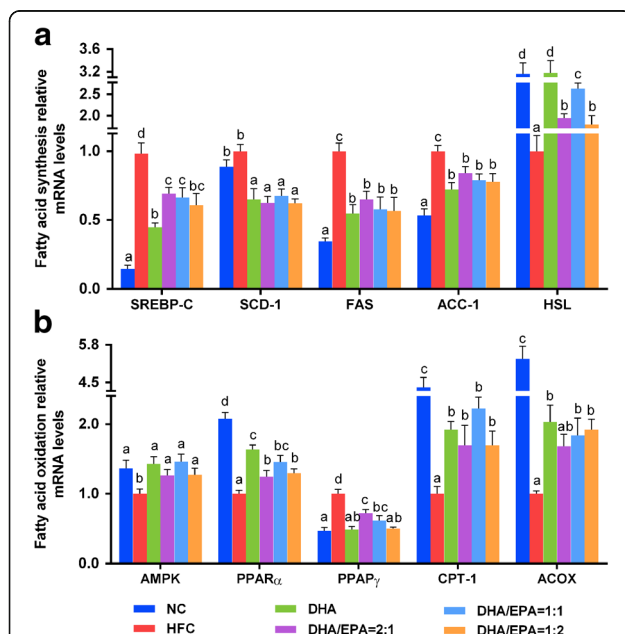 a
Fatty acid synthesis relative
mRNA levels
3.6
3.2
2.5
2.0
1.0
0.5
0.0
a d b c c bc
b b a a a a
a c b b b b
a c b b b b
b a c c b b
SREBP-C SCD-1 FAS ACC-1 HSL
b
Fatty acid oxidation relative
mRNA levels
5.8
4.5
2.0
1.0
0.0
a b a a a a
d a c b bc b
a d ab c bc ab
c a b b b b
c a b ab b b
AMPK PPARα PPAPγ CPT-1 ACOX
NC DHA DHA/EPA=1:1
HFC DHA/EPA=2:1 DHA/EPA=1:2